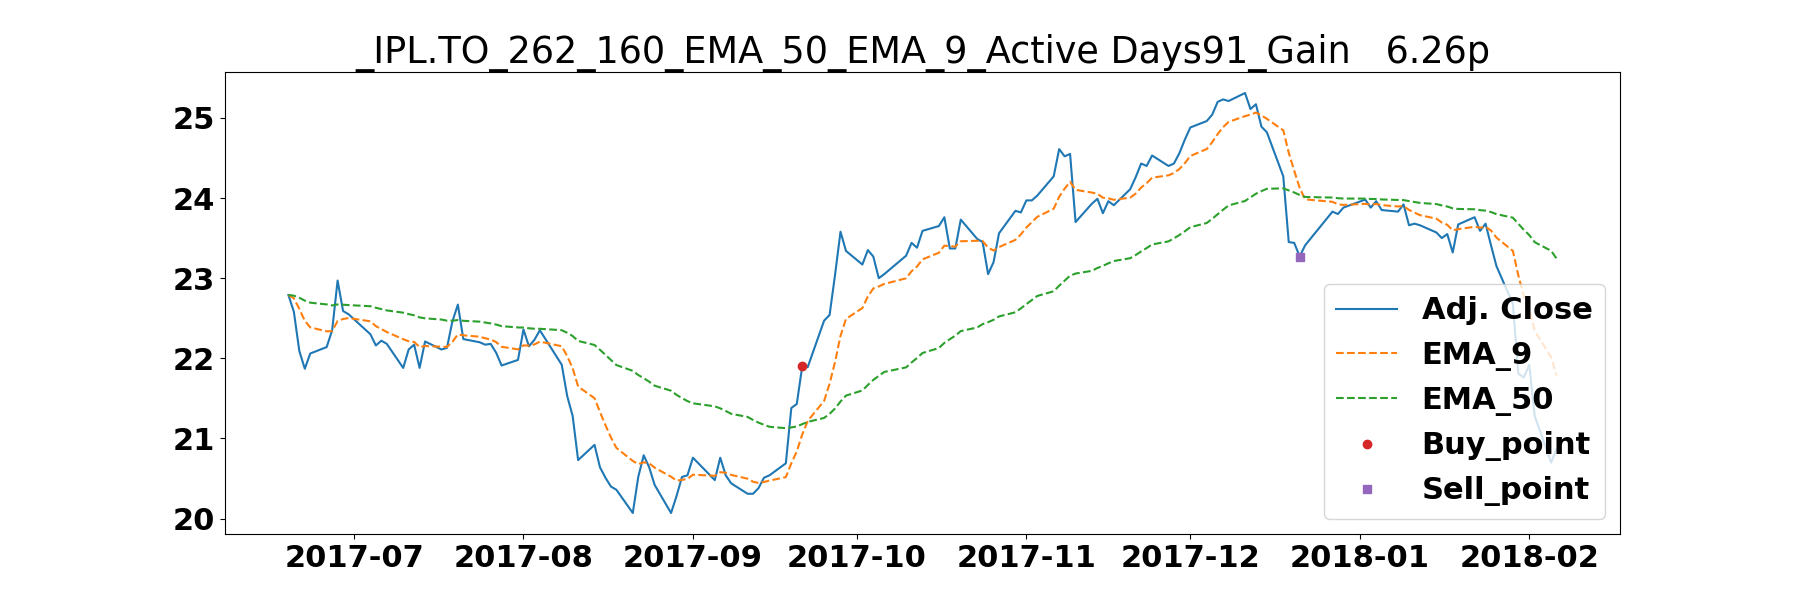 _IPL.TO_262_160_EMA_50_EMA_9_Active Days91_Gain   6.26p
25
24
23
22
21
20
Adj. Close
EMA_9
EMA_50
Buy_point
Sell_point
2017-07 2017-08 2017-09 2017-10 2017-11 2017-12 2018-01 2018-02